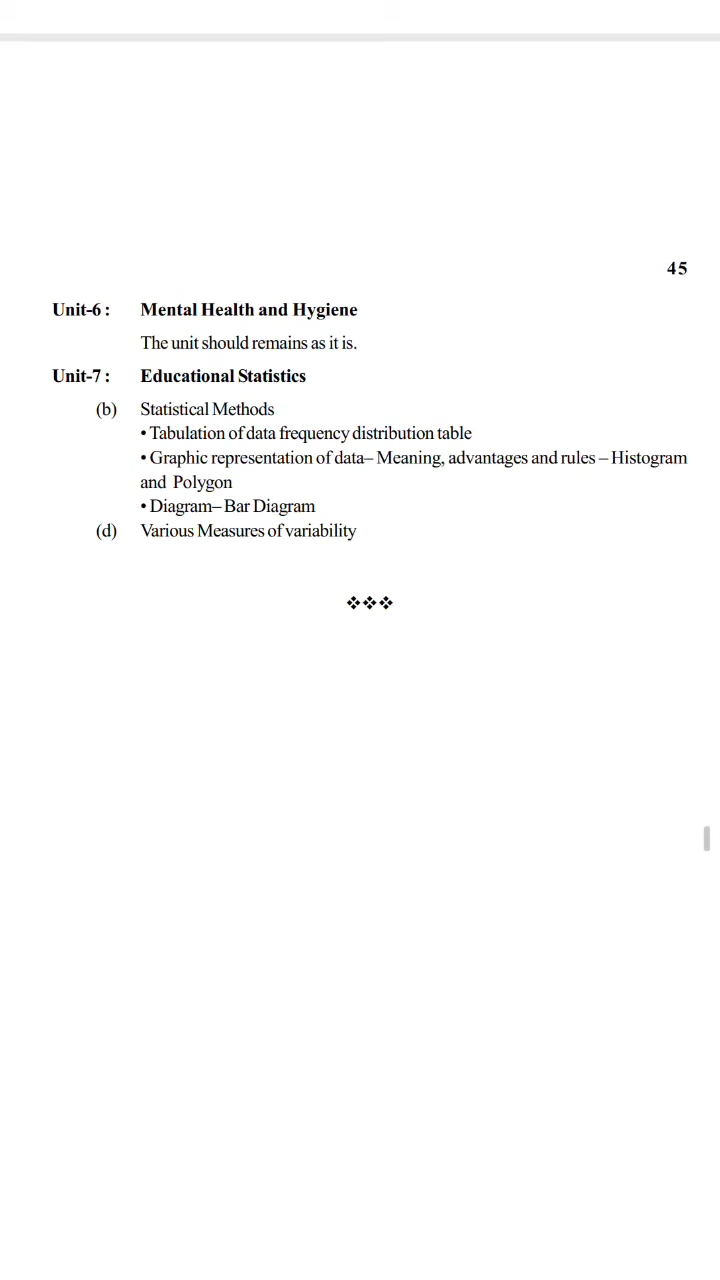 45
Unit-6 : Mental Health and Hygiene
The unit should remains as it is.
Unit-7 : Educational Statistics
(b) Statistical Methods
• Tabulation of data frequency distribution table
• Graphic representation of data– Meaning, advantages and rules – Histogram
and Polygon
• Diagram– Bar Diagram
(d) Various Measures of variability
❖❖❖